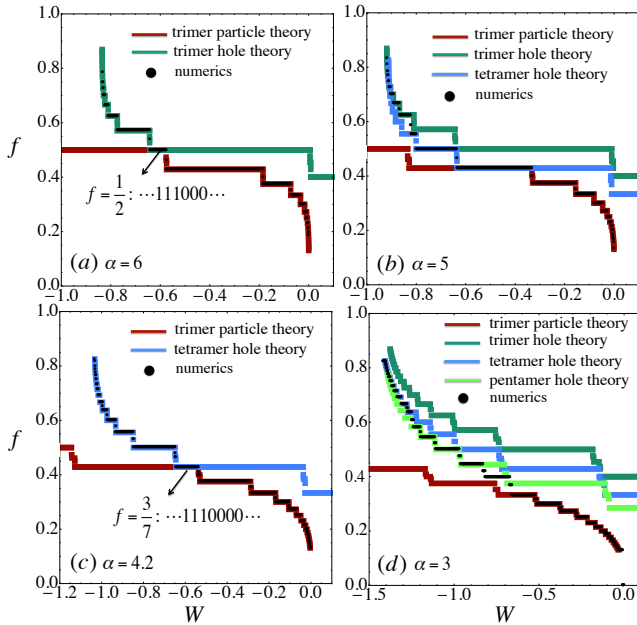 trimer particle theory
trimer hole theory
numerics
1.0
0.8
0.6
f
0.4
0.2
0.0
f = 1/2 : ⋯111000⋯
(a) α = 6
−1.0 −0.8 −0.6 −0.4 −0.2 0.0
trimer particle theory
trimer hole theory
tetramer hole theory
numerics
1.0
0.8
0.6
0.4
0.2
0.0
(b) α = 5
−1.0 −0.8 −0.6 −0.4 −0.2 0.0
trimer particle theory
tetramer hole theory
numerics
1.0
0.8
0.6
f
0.4
0.2
0.0
f = 3/7 : ⋯1110000⋯
(c) α = 4.2
−1.2 −1.0 −0.8 −0.6 −0.4 −0.2 0.0
W
trimer particle theory
trimer hole theory
tetramer hole theory
pentamer hole theory
numerics
1.0
0.8
0.6
0.4
0.2
0.0
(d) α = 3
−1.5 −1.0 −0.5 0.0
W